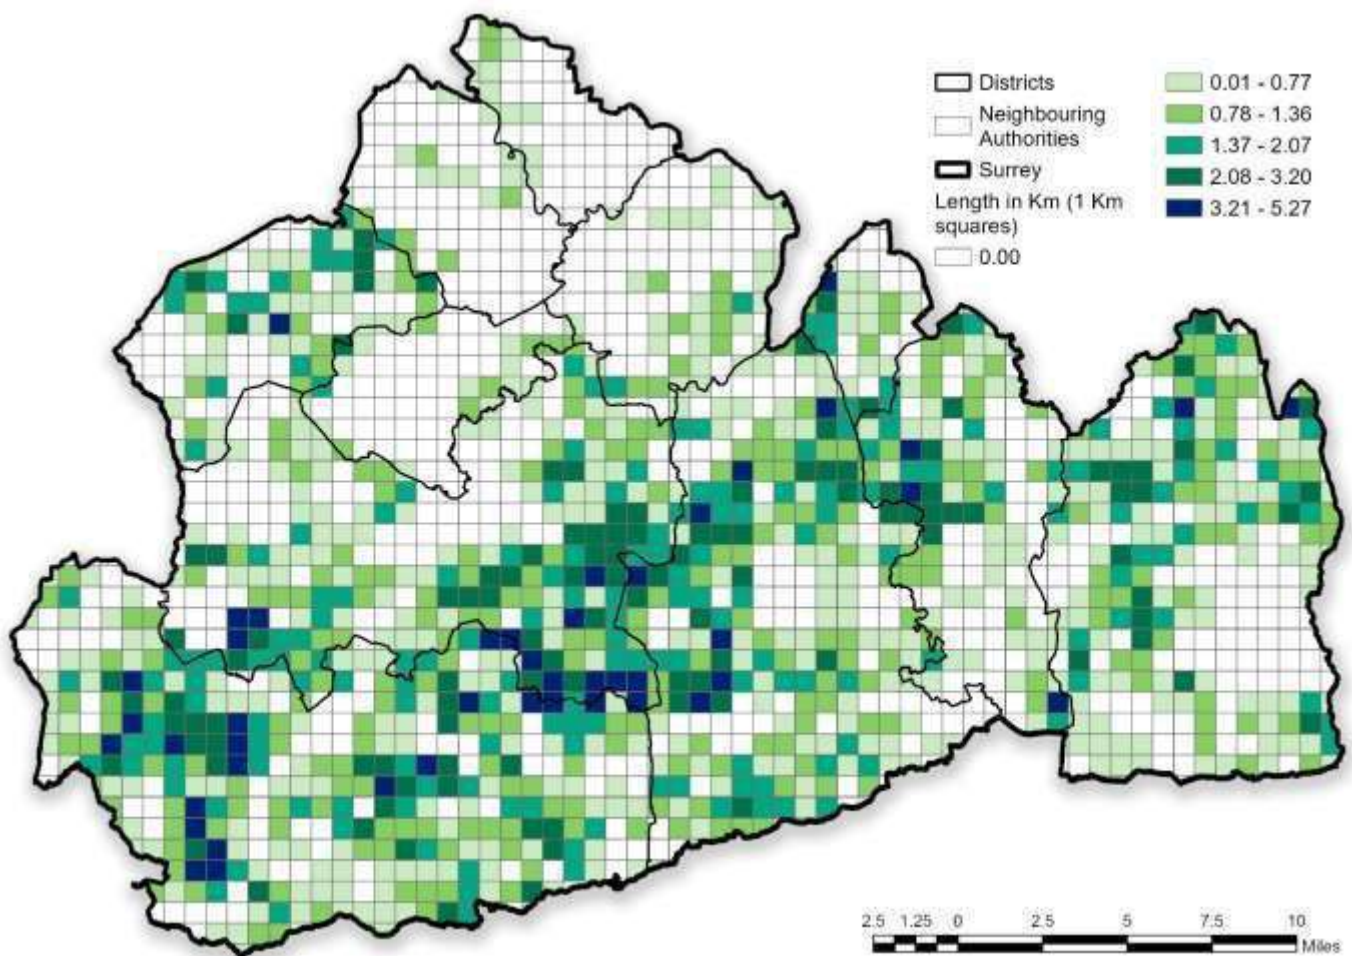 Districts
Neighbouring
Authorities
Surrey
Length in Km (1 Km
squares)
0.00
0.01 - 0.77
0.78 - 1.36
1.37 - 2.07
2.08 - 3.20
3.21 - 5.27
2.5 1.25 0 2.5 5 7.5 10
Miles